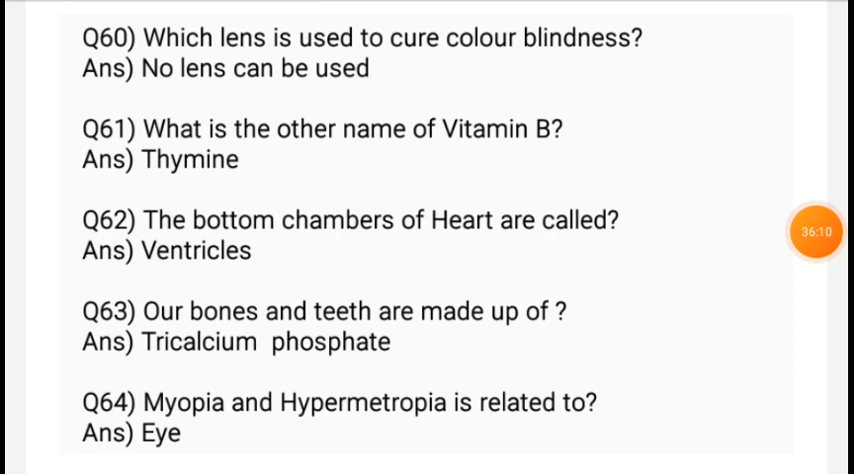 Q60) Which lens is used to cure colour blindness?
Ans) No lens can be used
Q61) What is the other name of Vitamin B?
Ans) Thymine
Q62) The bottom chambers of Heart are called?
Ans) Ventricles
36:10
Q63) Our bones and teeth are made up of ?
Ans) Tricalcium  phosphate
Q64) Myopia and Hypermetropia is related to?
Ans) Eye